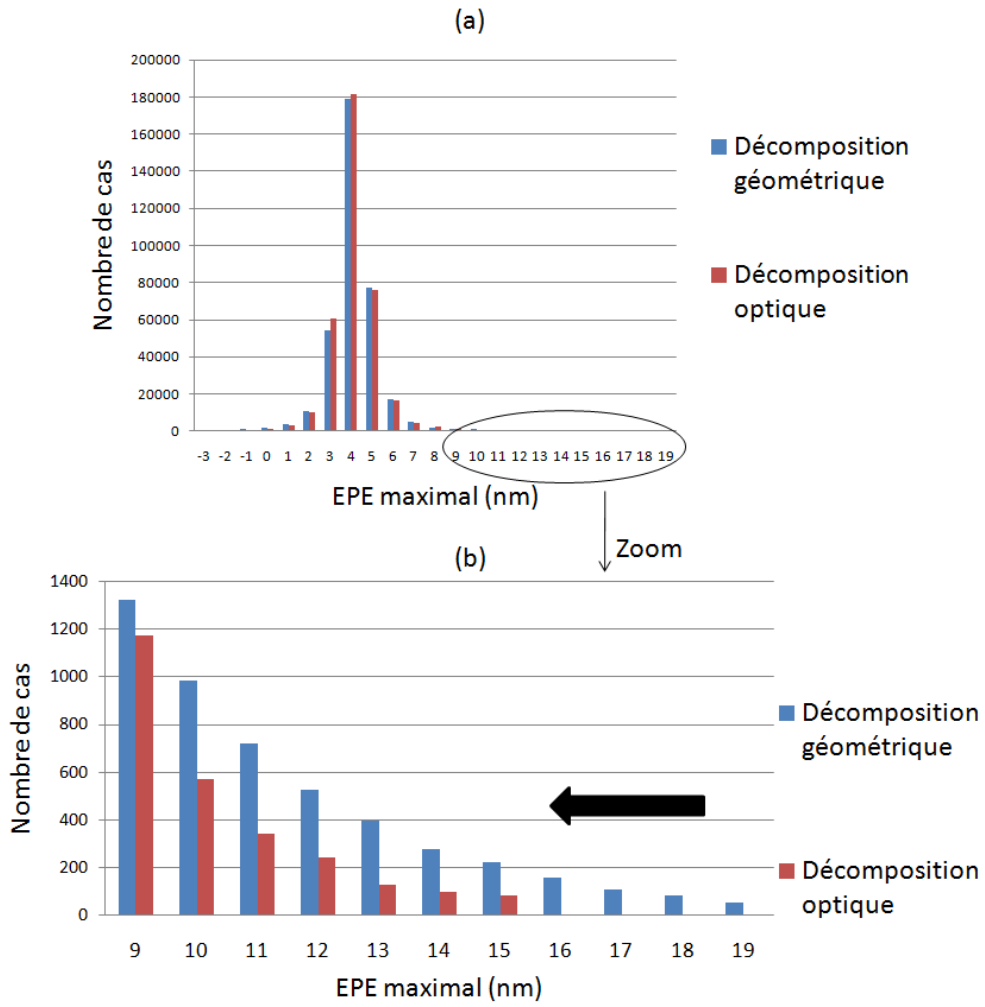 (a)
200000
180000
160000
140000
120000
100000
80000
60000
40000
20000
0
Nombre de cas
-3 -2 -1 0 1 2 3 4 5 6 7 8 9 10 11 12 13 14 15 16 17 18 19
EPE maximal (nm)
Décomposition
géométrique
Décomposition
optique
Zoom
(b)
1400
1200
1000
800
600
400
200
0
Nombre de cas
9 10 11 12 13 14 15 16 17 18 19
EPE maximal (nm)
Décomposition
géométrique
Décomposition
optique